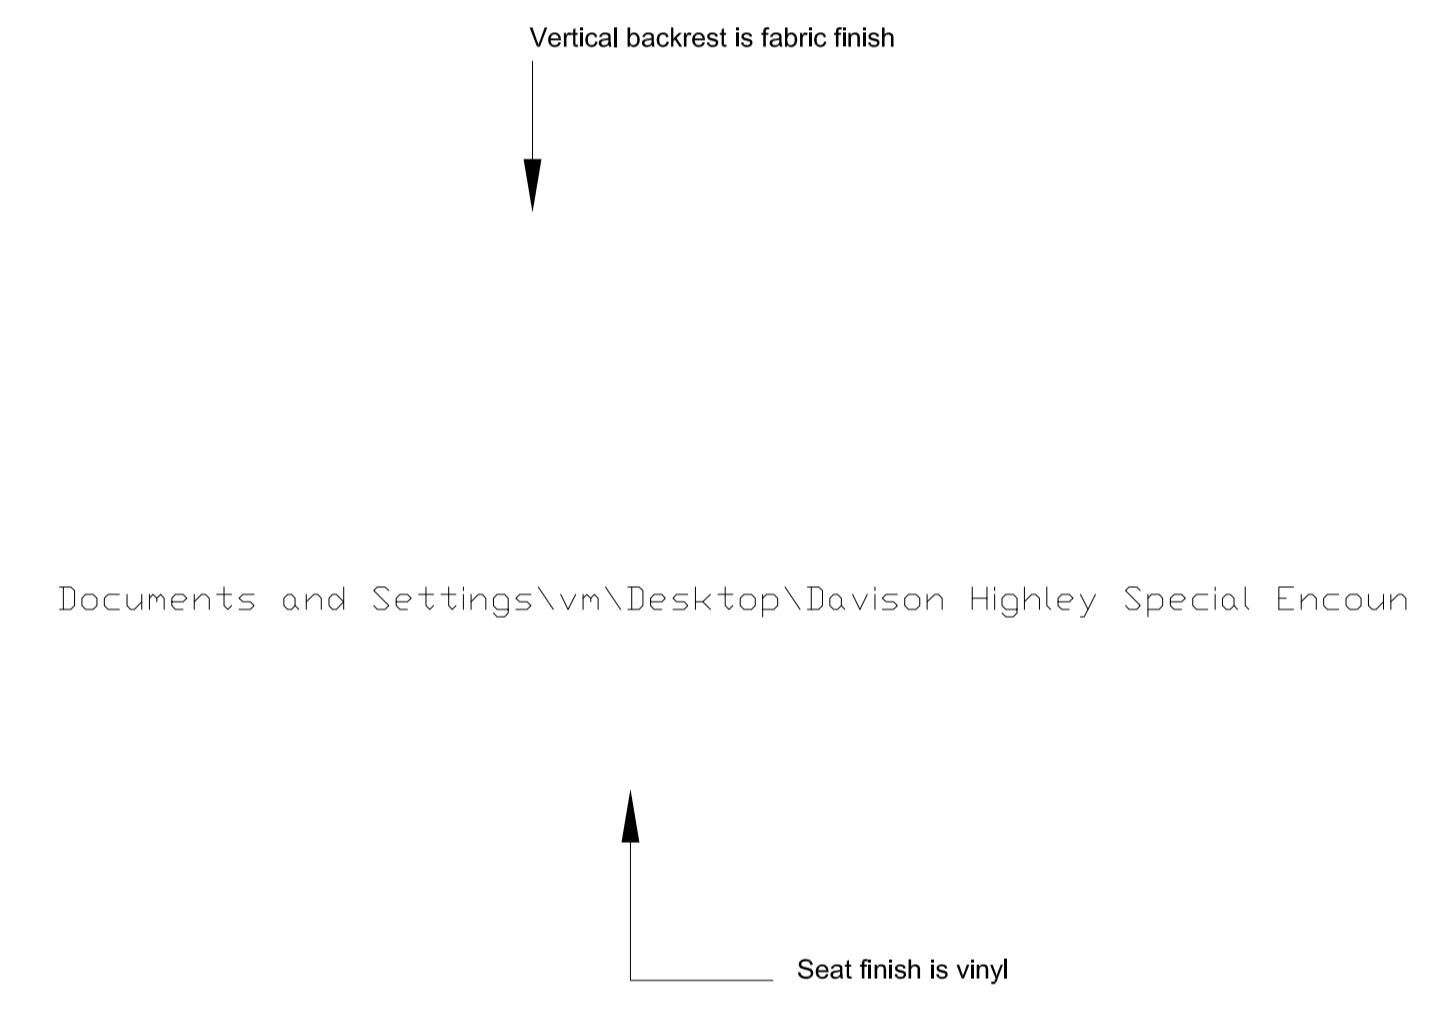 Vertical backrest is fabric finish
Documents and Settings\vm\Desktop\Davison Highley Special Encoun
Seat finish is vinyl